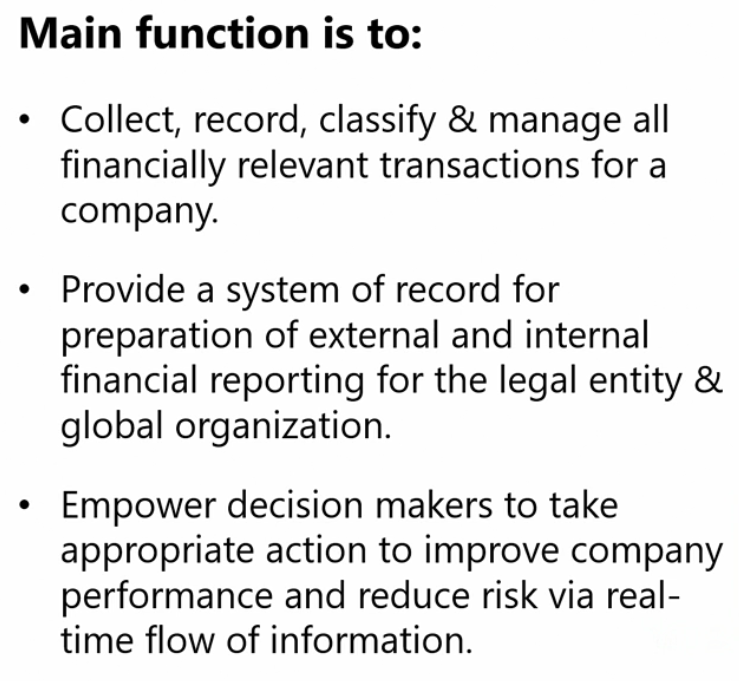 Main function is to:
• Collect, record, classify & manage all
financially relevant transactions for a
company.
• Provide a system of record for
preparation of external and internal
financial reporting for the legal entity &
global organization.
• Empower decision makers to take
appropriate action to improve company
performance and reduce risk via real-
time flow of information.